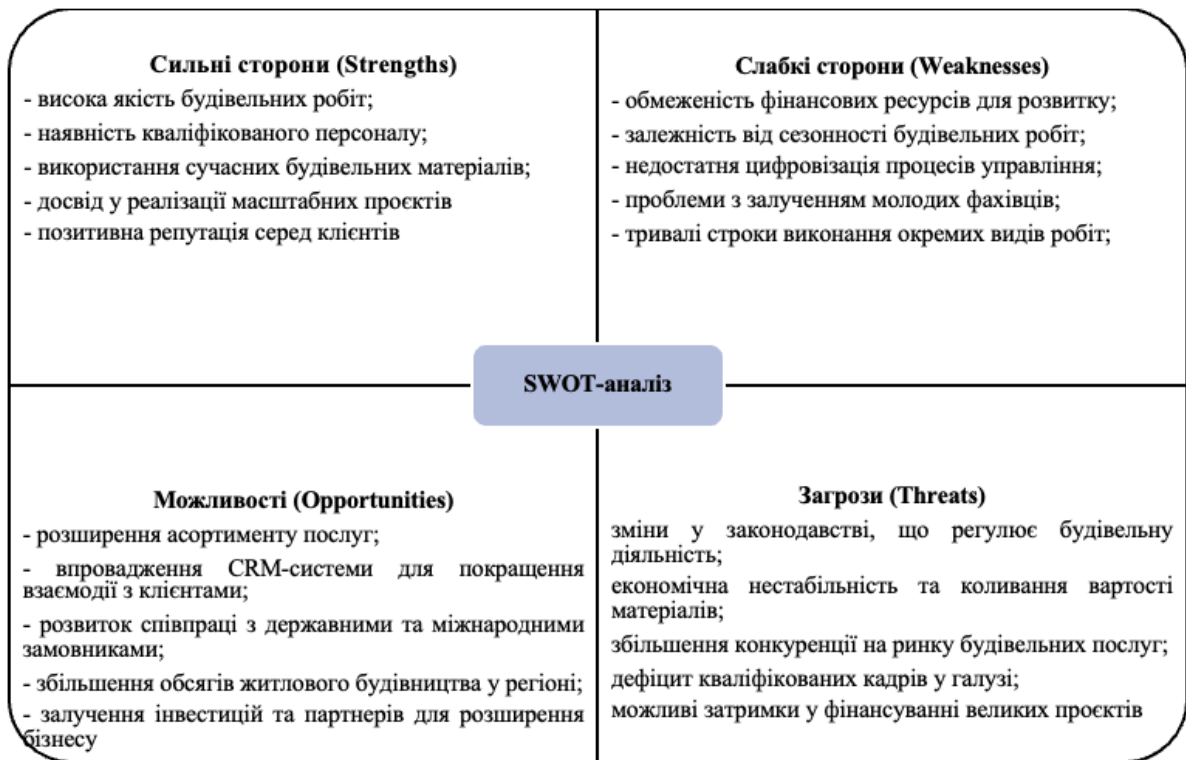 Сильні сторони (Strengths)
- висока якість будівельних робіт;
- наявність кваліфікованого персоналу;
- використання сучасних будівельних матеріалів;
- досвід у реалізації масштабних проєктів
- позитивна репутація серед клієнтів
Слабкі сторони (Weaknesses)
- обмеженість фінансових ресурсів для розвитку;
- залежність від сезонності будівельних робіт;
- недостатня цифровізація процесів управління;
- проблеми з залученням молодих фахівців;
- тривалі строки виконання окремих видів робіт;
SWOT-аналіз
Можливості (Opportunities)
- розширення асортименту послуг;
- впровадження CRM-системи для покращення
взаємодії з клієнтами;
- розвиток співпраці з державними та міжнародними
замовниками;
- збільшення обсягів житлового будівництва у регіоні;
- залучення інвестицій та партнерів для розширення
бізнесу
Загрози (Threats)
зміни у законодавстві, що регулює будівельну
діяльність;
економічна нестабільність та коливання вартості
матеріалів;
збільшення конкуренції на ринку будівельних послуг;
дефіцит кваліфікованих кадрів у галузі;
можливі затримки у фінансуванні великих проєктів